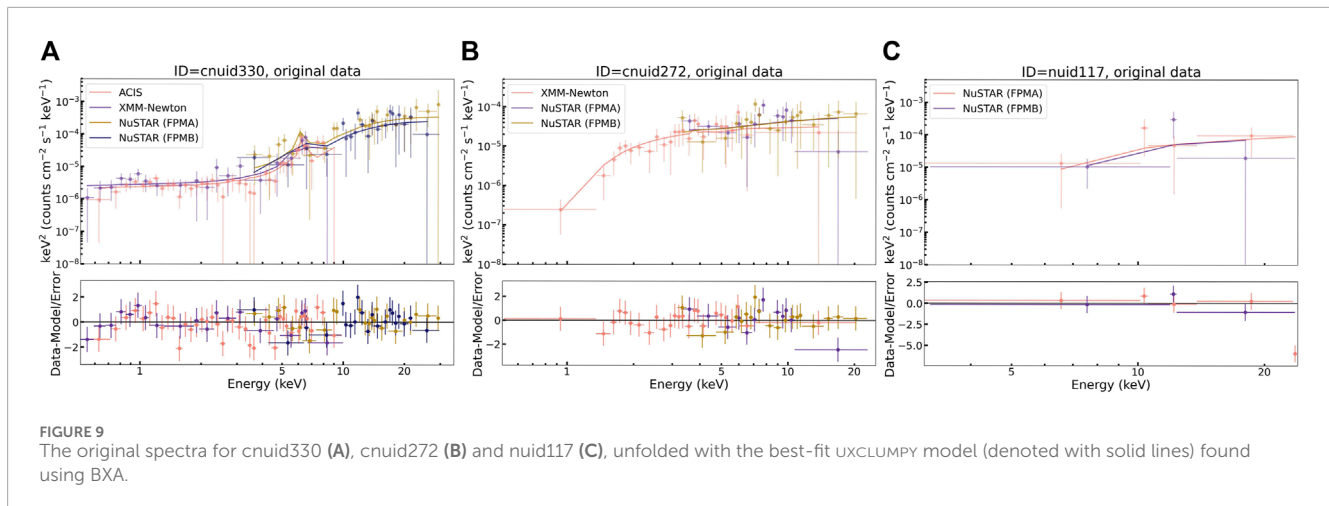 A
B
C
ID=cnuid330, original data
ID=cnuid272, original data
ID=nuid117, original data
keV² (counts cm⁻² s⁻¹ keV⁻¹)
10⁻³
10⁻⁴
10⁻⁵
10⁻⁶
10⁻⁷
10⁻⁸
ACIS
XMM-Newton
NuSTAR (FPMA)
NuSTAR (FPMB)
Data-Model/Error
2
0
−2
1
10
20
Energy (keV)
keV² (counts cm⁻² s⁻¹ keV⁻¹)
10⁻⁴
10⁻⁵
10⁻⁶
10⁻⁷
10⁻⁸
XMM-Newton
NuSTAR (FPMA)
NuSTAR (FPMB)
Data-Model/Error
2
0
−2
1
10
20
Energy (keV)
keV² (counts cm⁻² s⁻¹ keV⁻¹)
10⁻³
10⁻⁴
10⁻⁵
10⁻⁶
10⁻⁷
10⁻⁸
NuSTAR (FPMA)
NuSTAR (FPMB)
Data-Model/Error
2.5
0.0
−2.5
−5.0
5
10
20
Energy (keV)
FIGURE 9
The original spectra for cnuid330 (A), cnuid272 (B) and nuid117 (C), unfolded with the best-fit UXCLUMPY model (denoted with solid lines) found
using BXA.